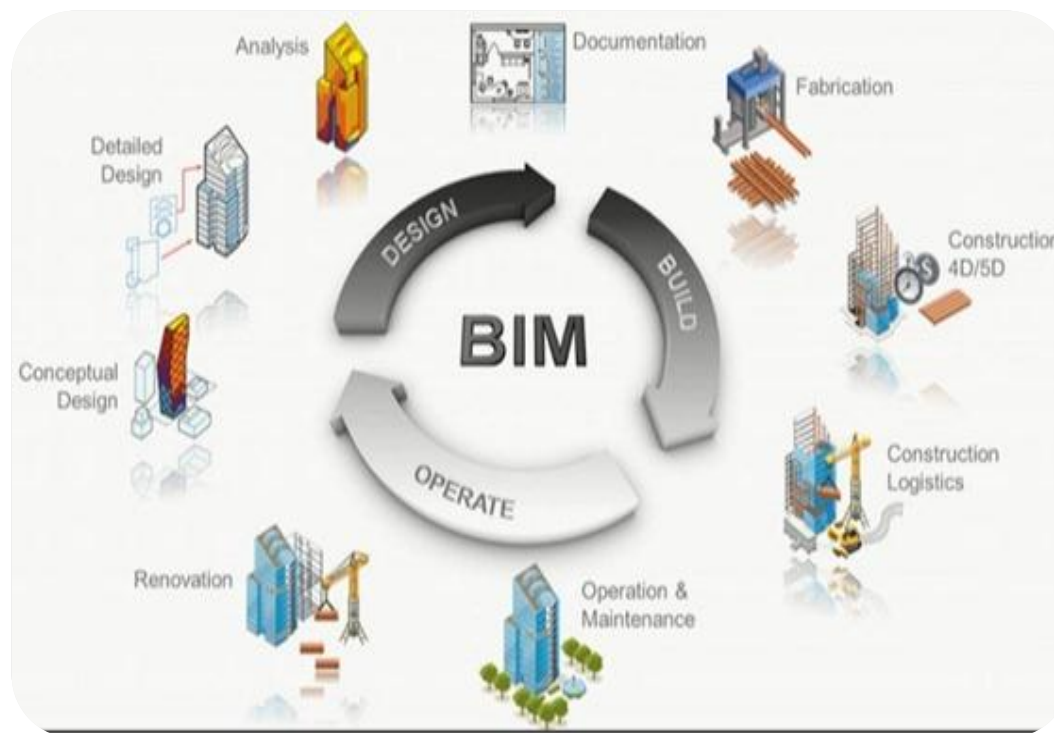 Analysis
Documentation
Fabrication
Detailed
Design
DESIGN
BUILD
Construction
4D/5D
BIM
Conceptual
Design
Construction
Logistics
OPERATE
Renovation
Operation &
Maintenance